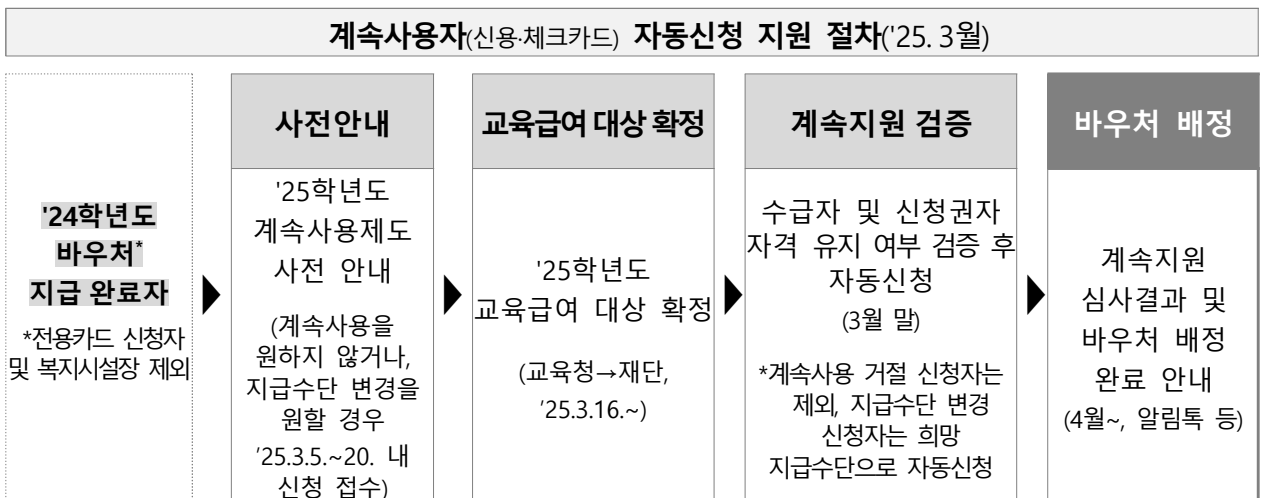 계속사용자(신용·체크카드) 자동신청 지원 절차('25. 3월)
'24학년도
바우처*
지급 완료자
*전용카드 신청자
및 복지시설장 제외
사전안내
'25학년도
계속사용제도
사전 안내
(계속사용을
원하지 않거나,
지급수단 변경을
원할 경우
'25.3.5.~20. 내
신청 접수)
교육급여 대상 확정
'25학년도
교육급여 대상 확정
(교육청→재단,
'25.3.16.~)
계속지원 검증
수급자 및 신청권자
자격 유지 여부 검증 후
자동신청
(3월 말)
*계속사용 거절 신청자는
제외, 지급수단 변경
신청자는 희망
지급수단으로 자동신청
바우처 배정
계속지원
심사결과 및
바우처 배정
완료 안내
(4월~, 알림톡 등)